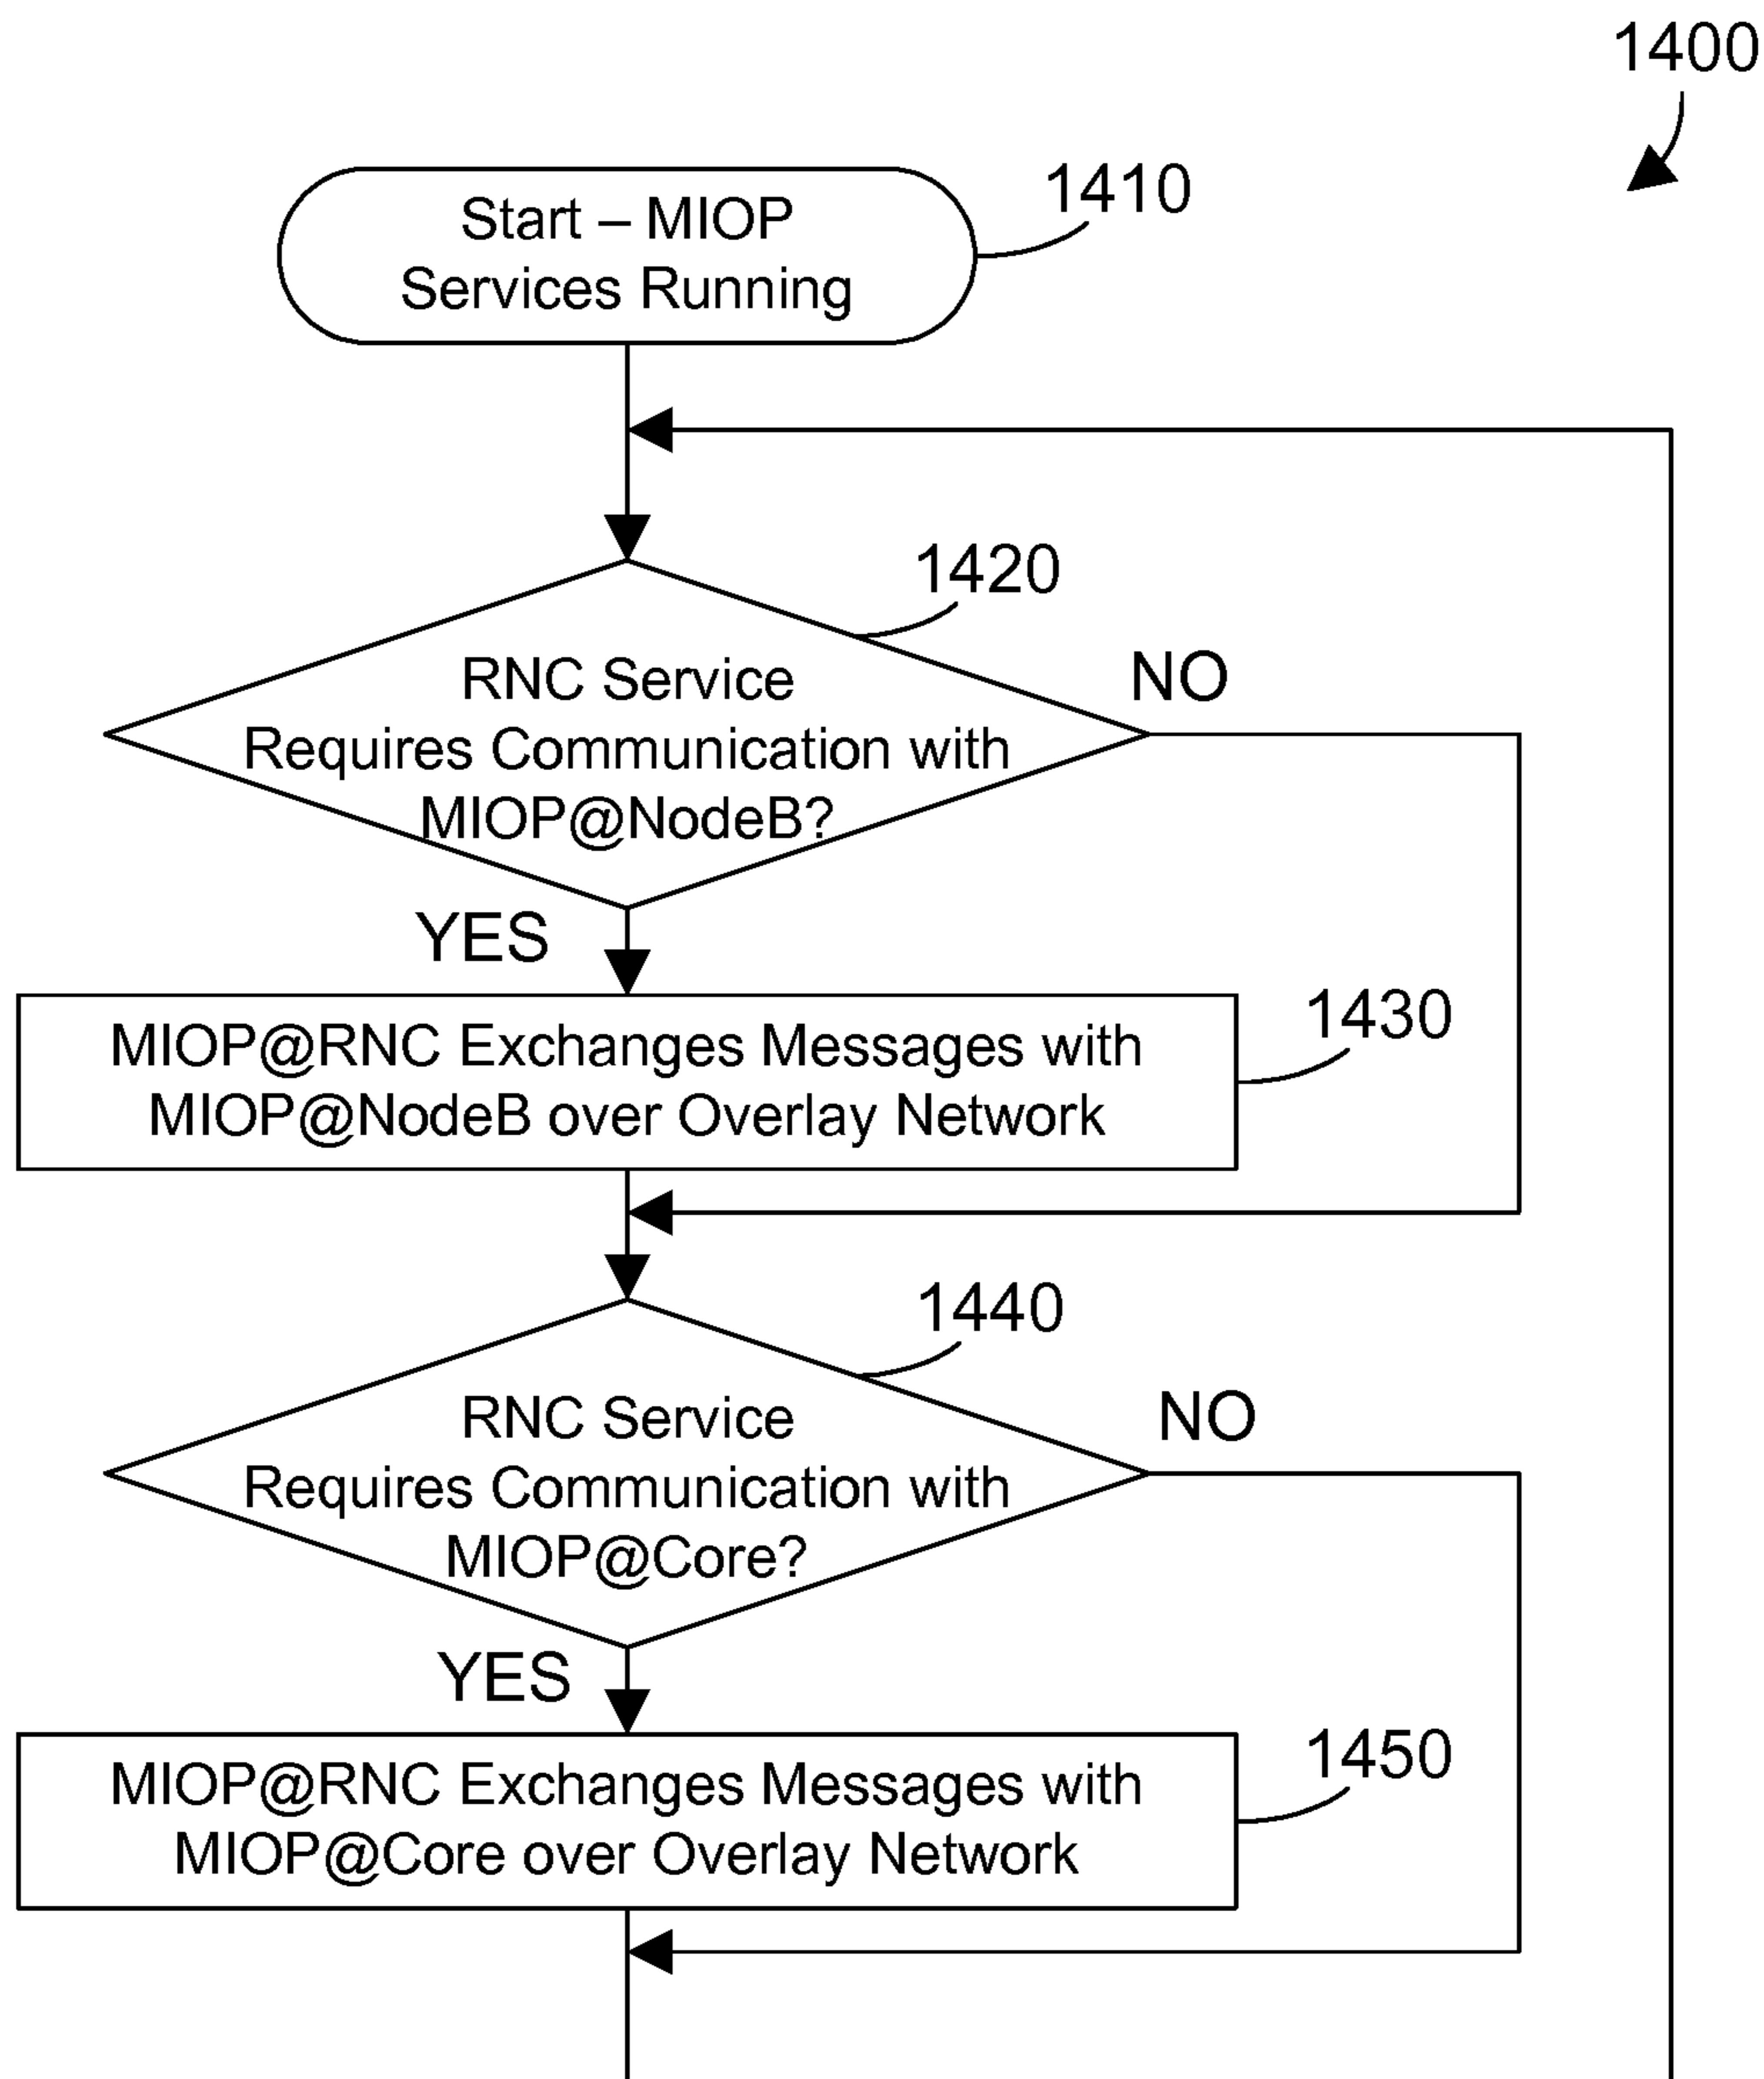 1400
Start – MIOP
Services Running
1410
1420
RNC Service
Requires Communication with
MIOP@NodeB?
NO
YES
1430
MIOP@RNC Exchanges Messages with
MIOP@NodeB over Overlay Network
1440
RNC Service
Requires Communication with
MIOP@Core?
NO
YES
1450
MIOP@RNC Exchanges Messages with
MIOP@Core over Overlay Network